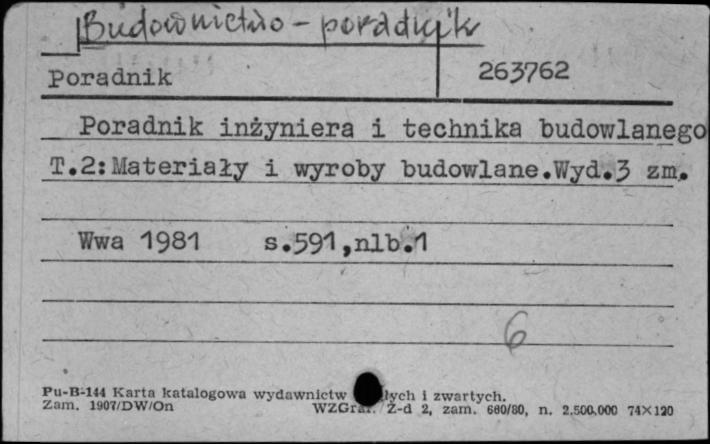 Budownictwo - poradnik
Poradnik 263762
Poradnik inżyniera i technika budowlanego
T.2:Materiały i wyroby budowlane.Wyd.3 zm.
Wwa 1981 s.591,nlb.1
6
Pu-B-144 Karta katalogowa wydawnictw i zwartych.
Zam. 1907/DW/On WZGraf. Z-d 2, zam. 680/80, n. 2.500.000 74X120